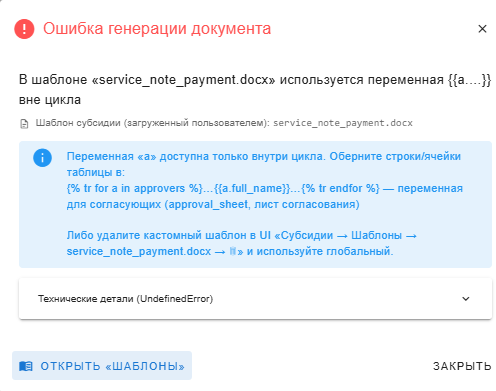 Ошибка генерации документа
В шаблоне «service_note_payment.docx» используется переменная {{a....}}
вне цикла
Шаблон субсидии (загруженный пользователем): service_note_payment.docx
Переменная «a» доступна только внутри цикла. Оберните строки/ячейки
таблицы в:
{% tr for a in approvers %}...{{a.full_name}}...{% tr endfor %} — переменная
для согласующих (approval_sheet, лист согласования)
Либо удалите кастомный шаблон в UI «Субсидии → Шаблоны →
service_note_payment.docx → » и используйте глобальный.
Технические детали (UndefinedError)
ОТКРЫТЬ «ШАБЛОНЫ»
ЗАКРЫТЬ